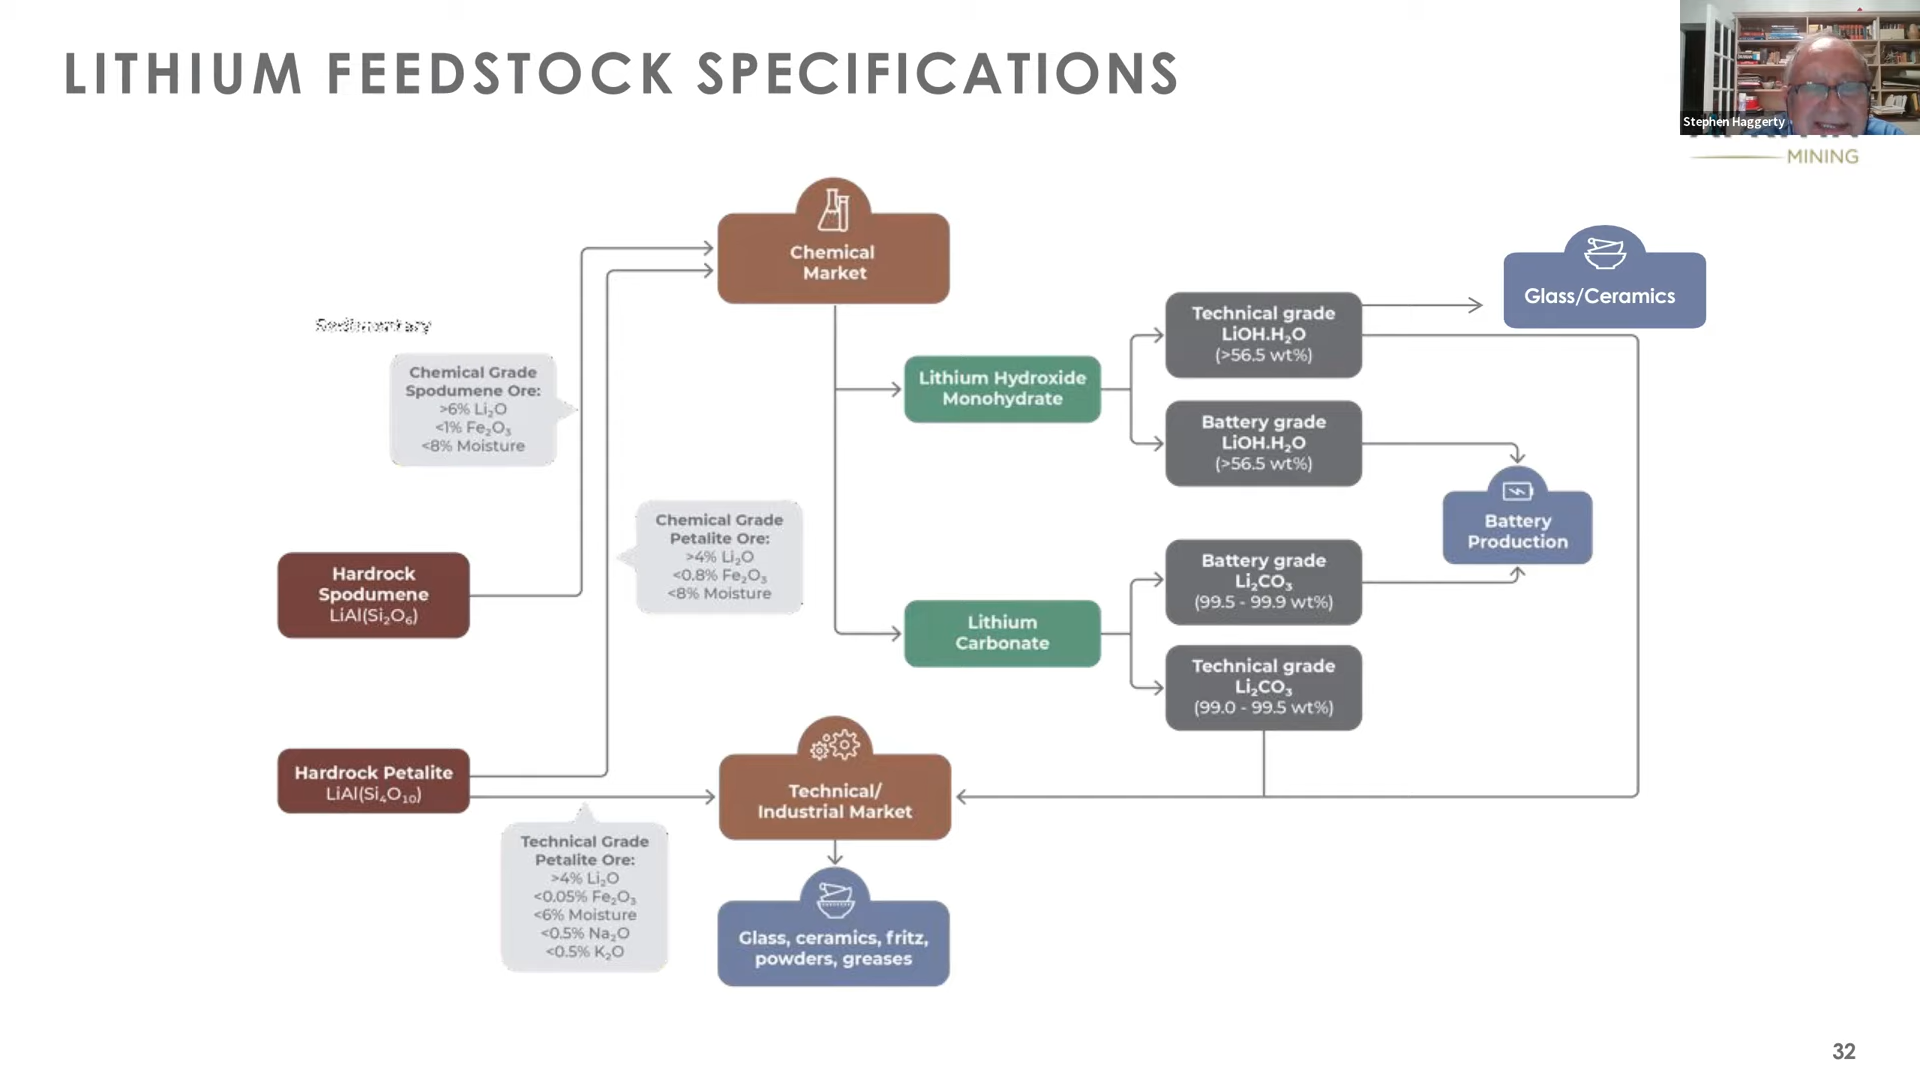 LITHIUM FEEDSTOCK SPECIFICATIONS
Stephen Haggerty
MINING
Chemical
Market
Glass/Ceramics
Technical grade
LiOH.H₂O
(>56.5 wt%)
Sedimentary
Chemical Grade
Spodumene Ore:
>6% Li₂O
<1% Fe₂O₃
<8% Moisture
Lithium Hydroxide
Monohydrate
Battery grade
LiOH.H₂O
(>56.5 wt%)
Chemical Grade
Petalite Ore:
>4% Li₂O
<0.8% Fe₂O₃
<8% Moisture
Battery
Production
Hardrock
Spodumene
LiAl(Si₂O₆)
Battery grade
Li₂CO₃
(99.5 - 99.9 wt%)
Lithium
Carbonate
Technical grade
Li₂CO₃
(99.0 - 99.5 wt%)
Hardrock Petalite
LiAl(Si₄O₁₀)
Technical/
Industrial Market
Technical Grade
Petalite Ore:
>4% Li₂O
<0.05% Fe₂O₃
<6% Moisture
<0.5% Na₂O
<0.5% K₂O
Glass, ceramics, fritz,
powders, greases
32